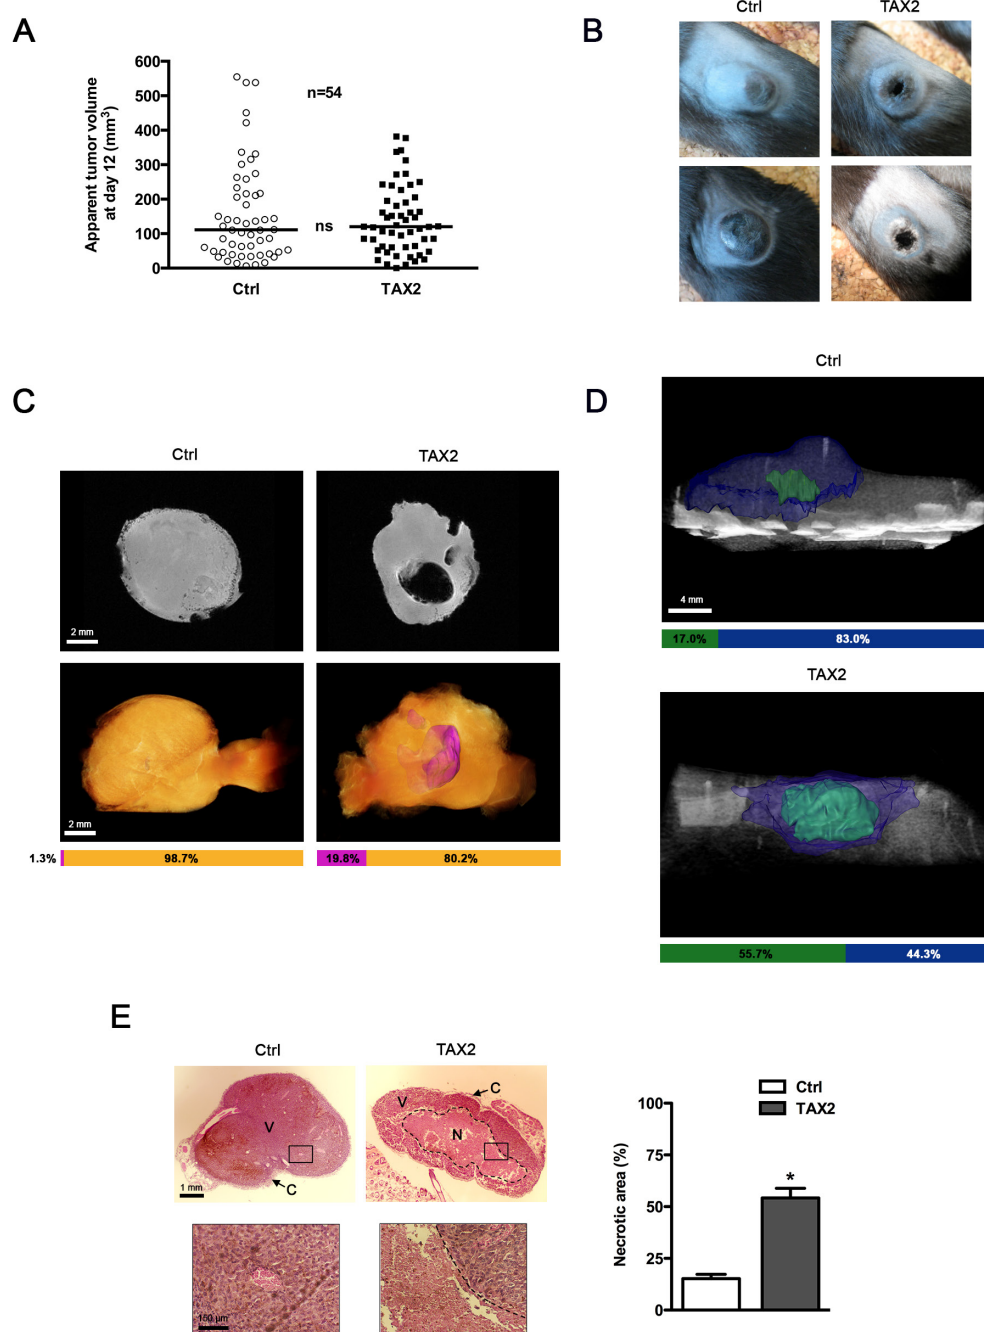 A
Apparent tumor volume
at day 12 (mm³)
600
500
400
300
200
100
0
n=54
ns
Ctrl
TAX2
B
Ctrl
TAX2
C
Ctrl
TAX2
2 mm
2 mm
1.3%
98.7%
19.8%
80.2%
D
Ctrl
4 mm
17.0%
83.0%
TAX2
55.7%
44.3%
E
Ctrl
TAX2
V
C
1 mm
V
C
N
150 µm
Ctrl
TAX2
Necrotic area (%)
100
75
50
25
0
*